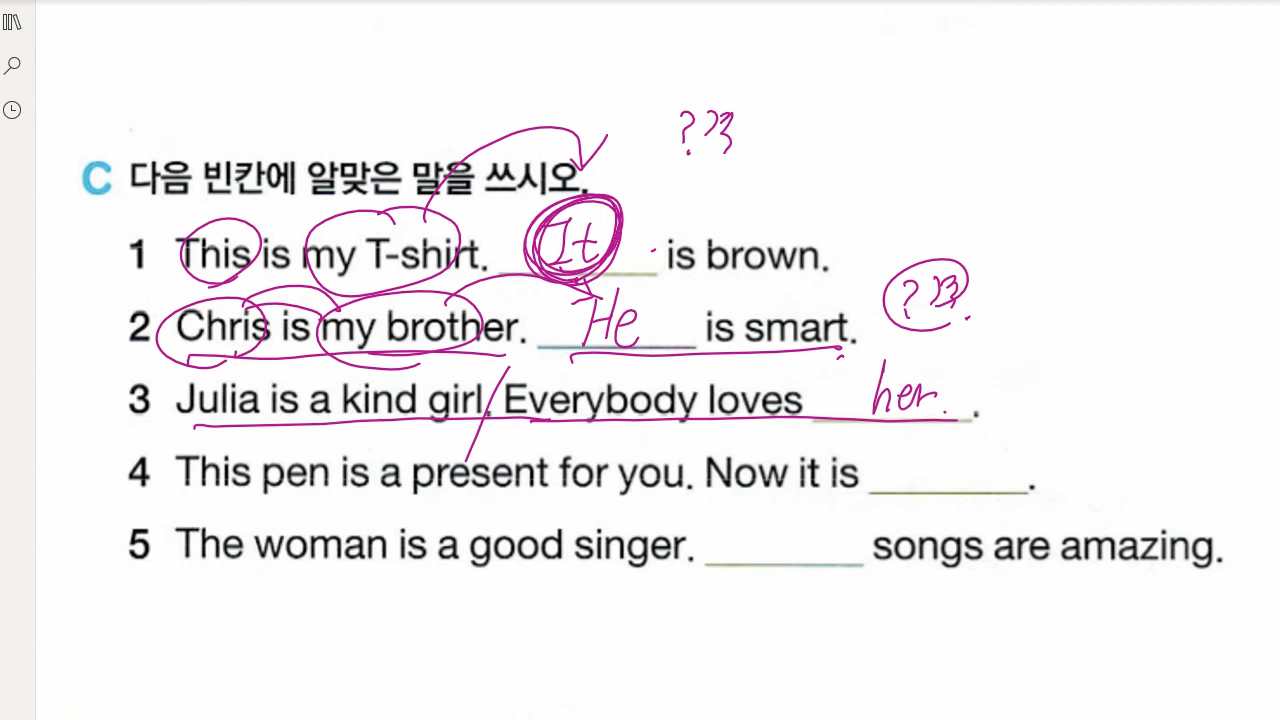 ???
C 다음 빈칸에 알맞은 말을 쓰시오.
1 This is my T-shirt. It is brown.
???
2 Chris is my brother. He is smart.
3 Julia is a kind girl. Everybody loves her.
4 This pen is a present for you. Now it is ________.
5 The woman is a good singer. ________ songs are amazing.